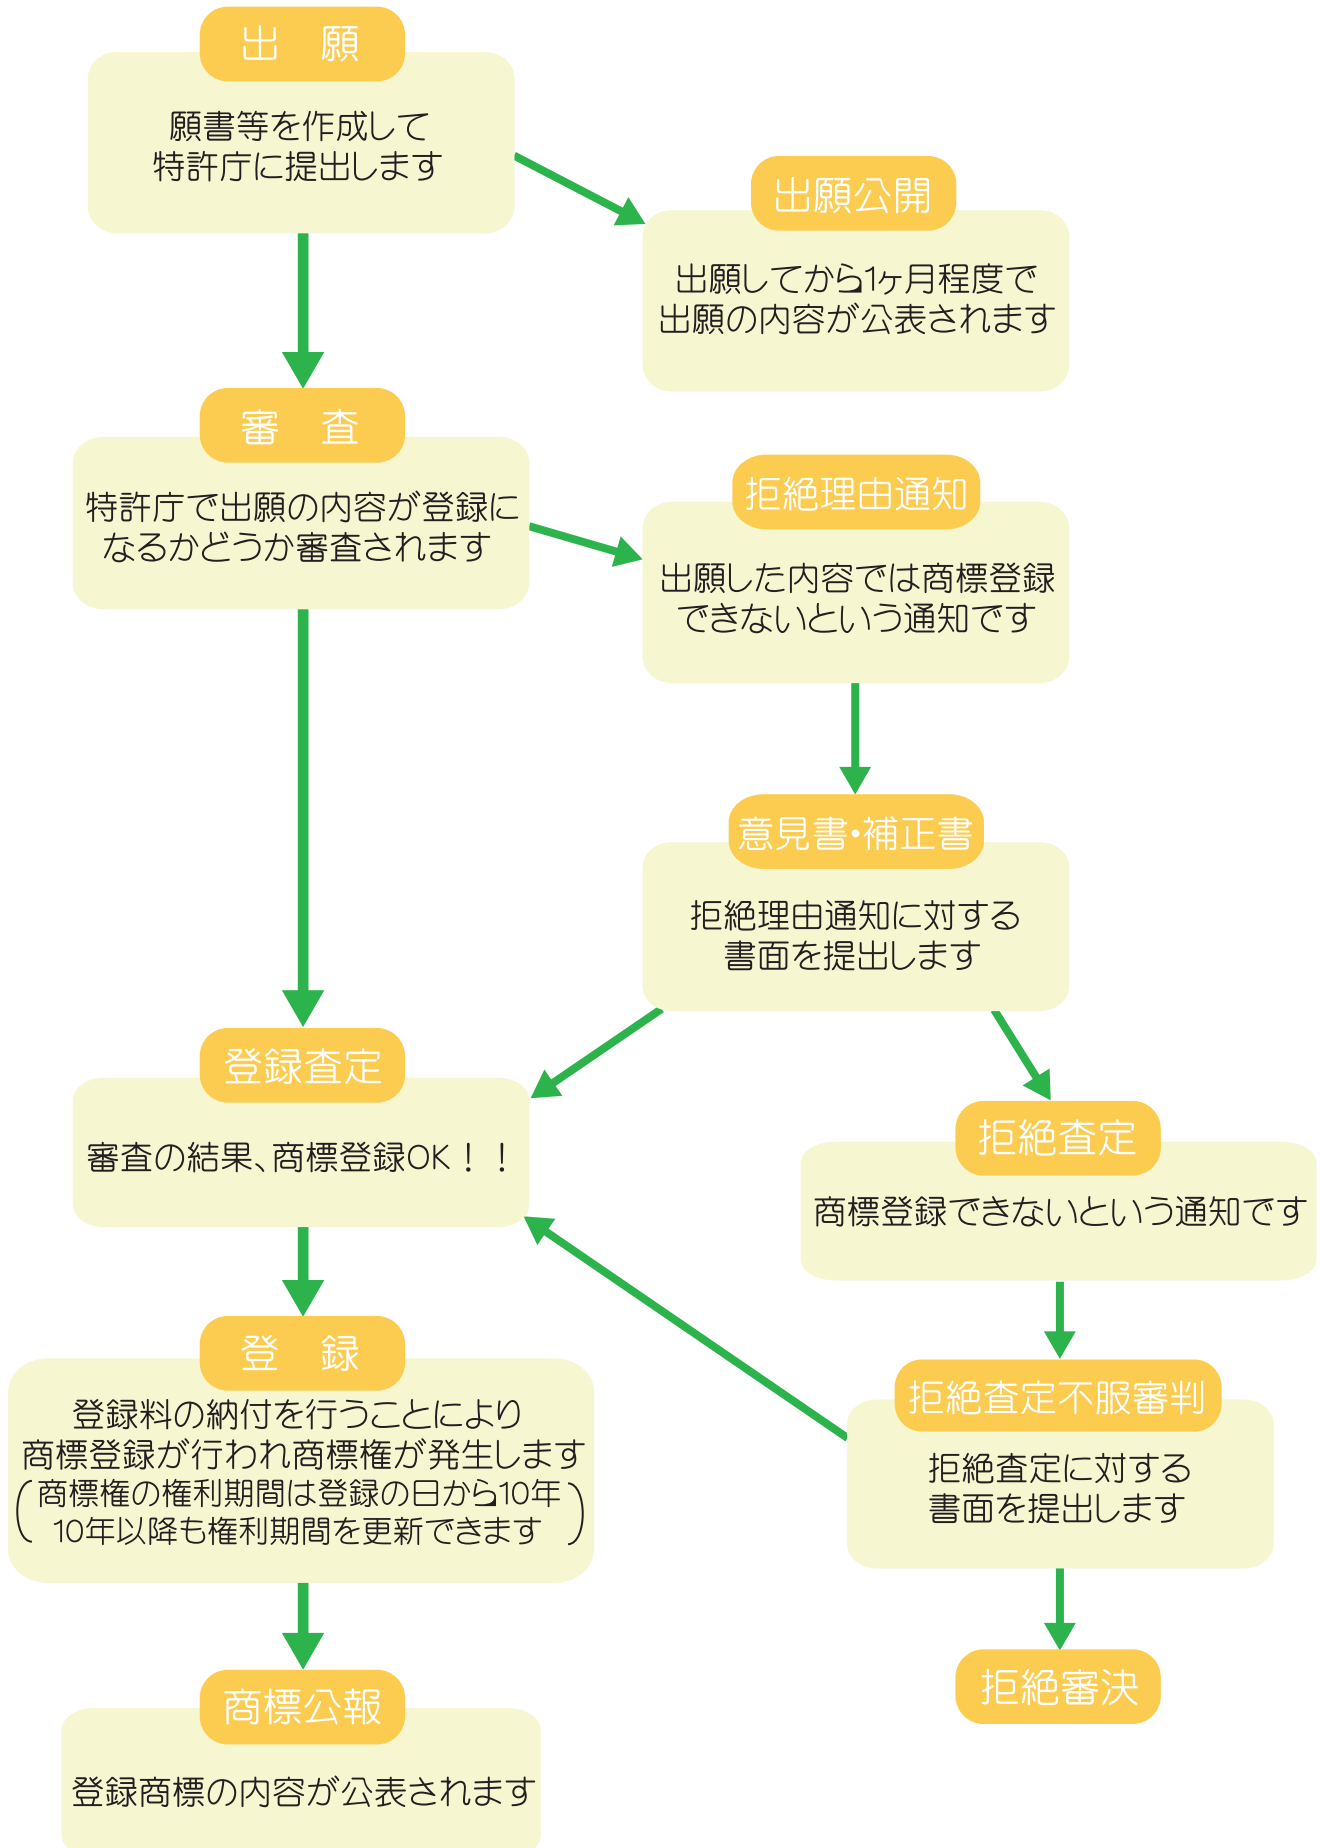 出　願
願書等を作成して
特許庁に提出します
出願公開
出願してから1ヶ月程度で
出願の内容が公表されます
審　査
特許庁で出願の内容が登録に
なるかどうか審査されます
拒絶理由通知
出願した内容では商標登録
できないという通知です
意見書・補正書
拒絶理由通知に対する
書面を提出します
登録査定
審査の結果、商標登録OK！！
拒絶査定
商標登録できないという通知です
登　録
登録料の納付を行うことにより
商標登録が行われ商標権が発生します
(商標権の権利期間は登録の日から10年
10年以降も権利期間を更新できます)
拒絶査定不服審判
拒絶査定に対する
書面を提出します
拒絶審決
商標公報
登録商標の内容が公表されます